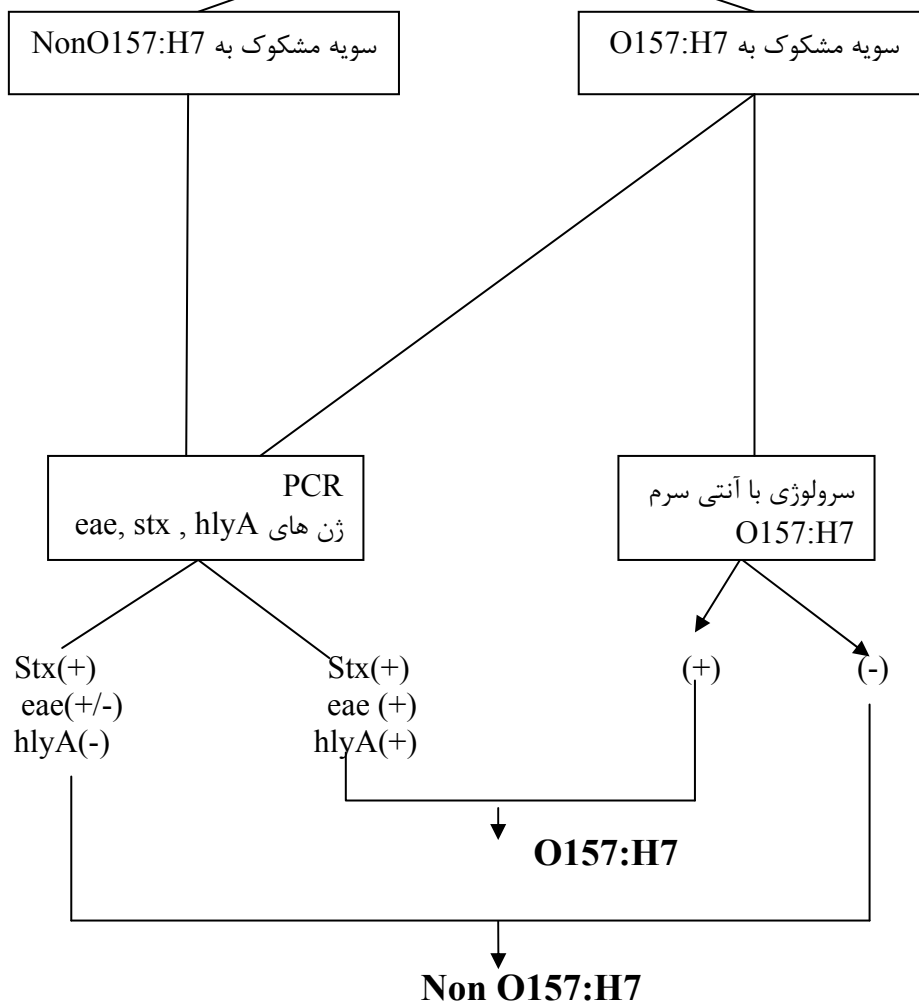 سویه مشکوک به O157:H7
سویه مشکوک به NonO157:H7
سرولوژی با آنتی سرم
O157:H7
PCR
ژن های eae, stx , hlyA
Stx(+)
eae(+/-)
hlyA(-)
Stx(+)
eae (+)
hlyA(+)
(+)
(-)
O157:H7
Non O157:H7